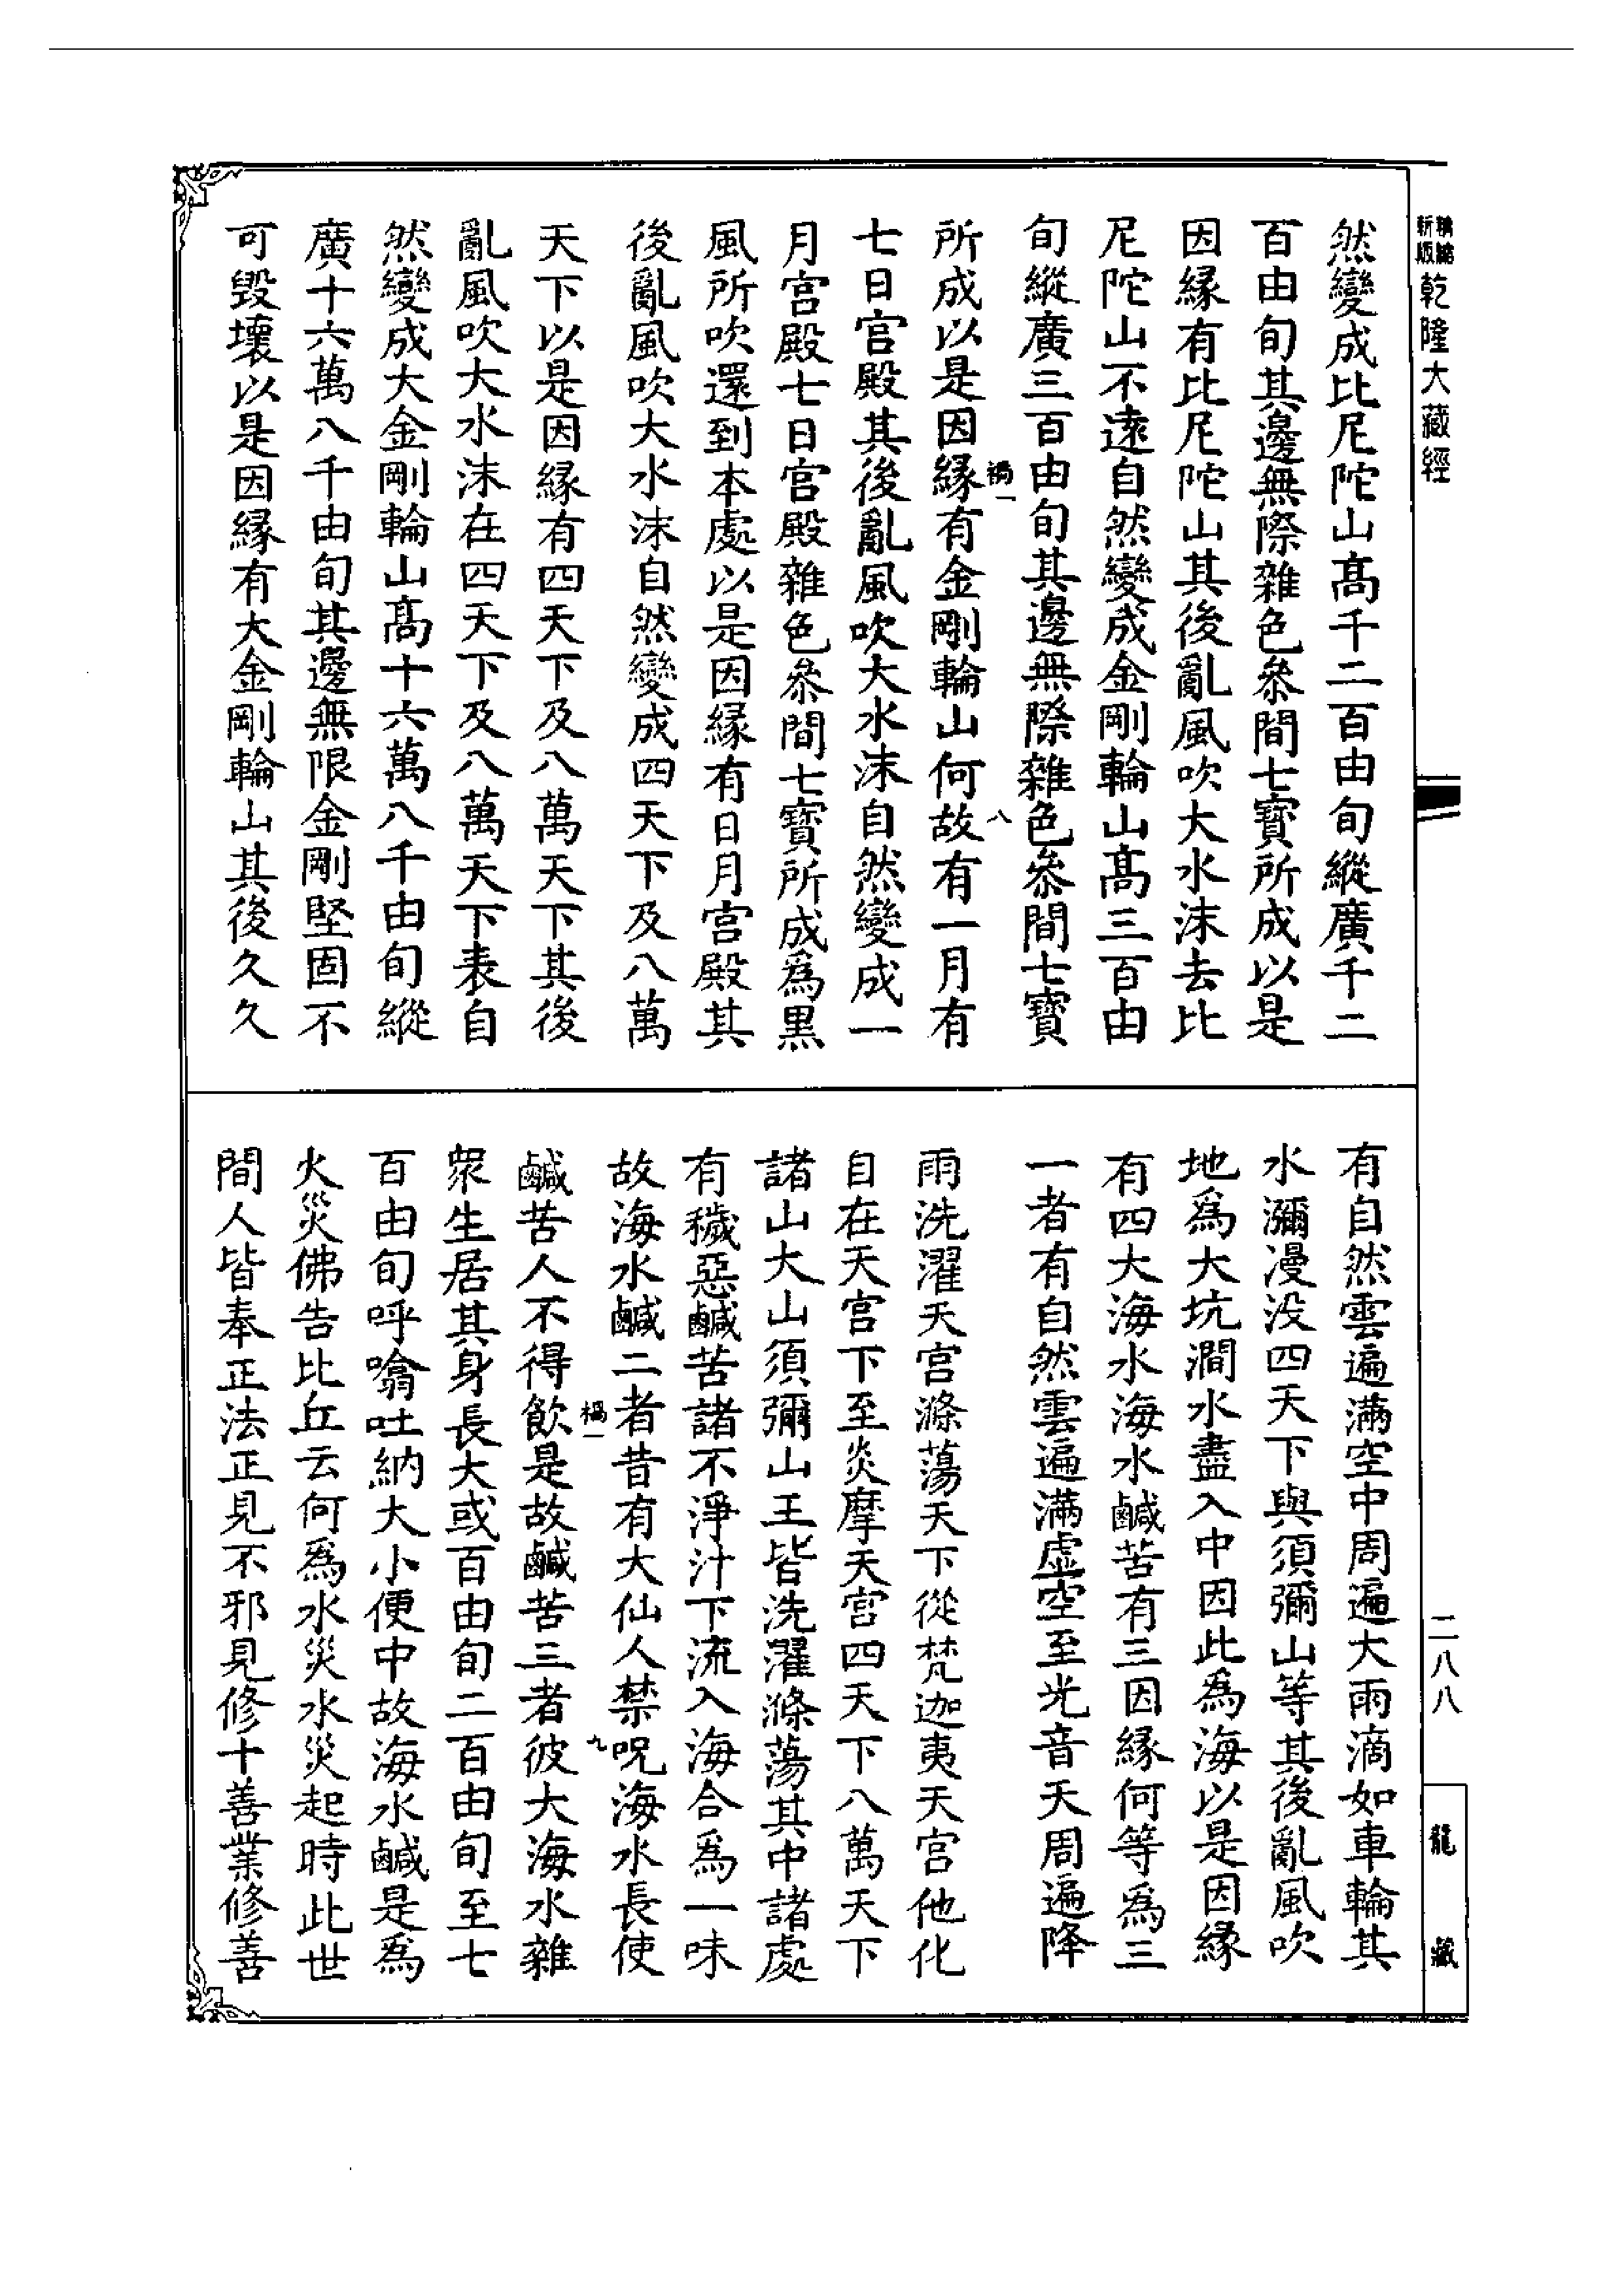 精縮新版
乾隆大藏經
然變成比尼陀山高千二百由旬縱廣千二
百由旬其邊無際雜色參間七寶所成以是
因縁有比尼陀山其後亂風吹大水沫去比
尼陀山不遠自然變成金剛輪山高三百由
旬縱廣三百由旬其邊無際雜色參間七寶
所成以是因縁有金剛輪山何故有一月有
七日宮殿其後亂風吹大水沫自然變成一
月宮殿七日宮殿雜色參間七寶所成爲黒
風所吹還到本處以是因縁有日月宮殿其
後亂風吹大水沫自然變成四天下及八萬
天下以是因縁有四天下及八萬天下其後
亂風吹大水沫在四天下及八萬天下表自
然變成大金剛輪山高十六萬八千由旬縱
廣十六萬八千由旬其邊無限金剛堅固不
可毀壞以是因縁有大金剛輪山其後久久
八
有自然雲遍滿空中周遍大雨滴如車輪其
水瀰漫没四天下與須彌山等其後亂風吹
地爲大坑澗水盡入中因此爲海以是因縁
有四大海水海水鹹苦有三因縁何等爲三
一者有自然雲遍滿虛空至光音天周遍降
雨洗濯天宮滌蕩天下從梵迦夷天宮他化
自在天宮下至炎摩天宮四天下八萬天下
諸山大山須彌山王皆洗濯滌蕩其中諸處
有穢惡鹹苦諸不淨汁下流入海合爲一味
故海水鹹二者昔有大仙人禁呪海水長使
鹹苦人不得飲是故鹹苦三者彼大海水雜
衆生居其身長大或百由旬二百由旬至七
百由旬呼噏吐納大小便中故海水鹹是爲
火災佛告比丘云何爲水災水災起時此世
間人皆奉正法正見不邪見修十善業修善
九
二八八
龍藏